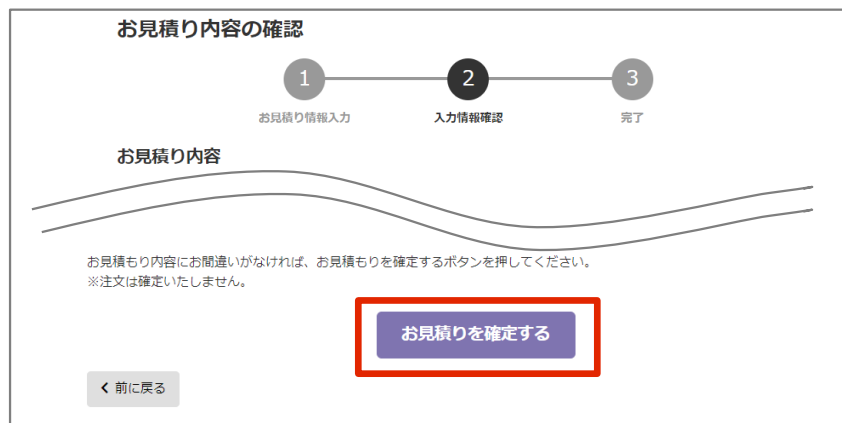 お見積り内容の確認
1
2
3
お見積り情報入力
入力情報確認
完了
お見積り内容
お見積もり内容にお間違いがなければ、お見積もりを確定するボタンを押してください。
※注文は確定いたしません。
お見積りを確定する
前に戻る